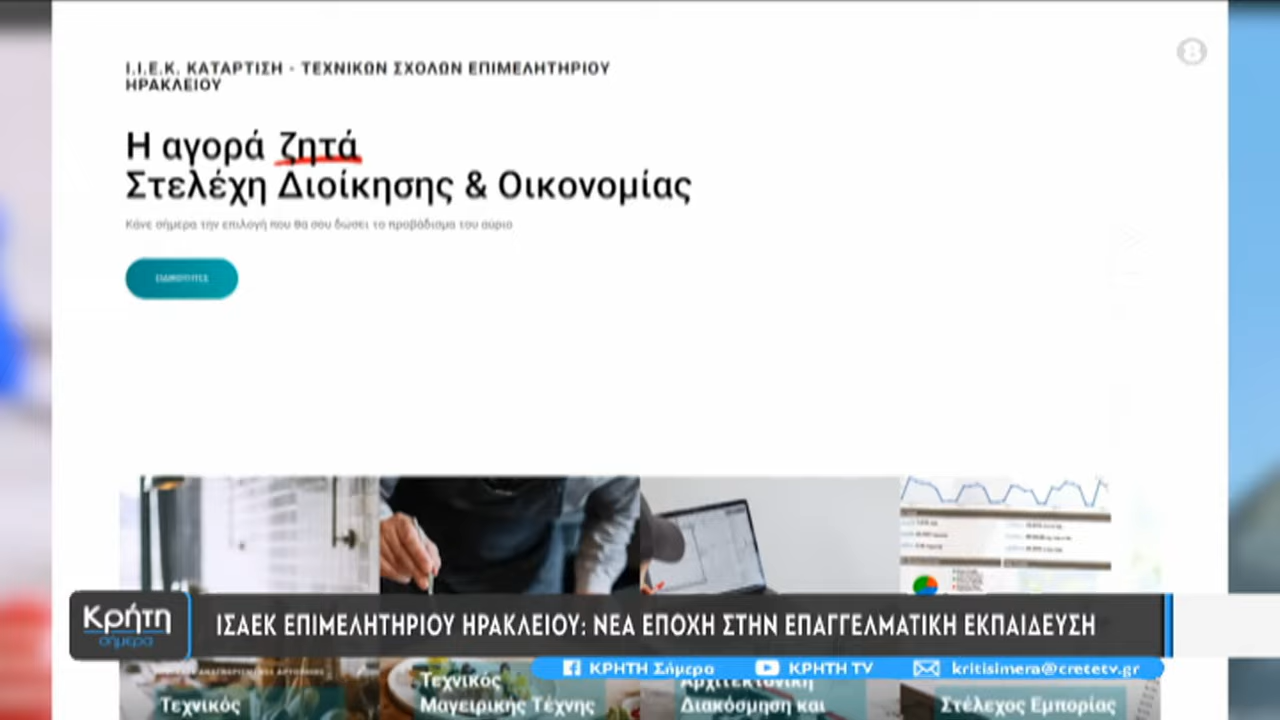 Ι.Ι.Ε.Κ. ΚΑΤΑΡΤΙΣΗ - ΤΕΧΝΙΚΩΝ ΣΧΟΛΩΝ ΕΠΙΜΕΛΗΤΗΡΙΟΥ
ΗΡΑΚΛΕΙΟΥ
8
Η αγορά ζητά
Στελέχη Διοίκησης & Οικονομίας
Κάνε σήμερα την επιλογή που θα σου δώσει το προβάδισμα του αύριο
ΕΙΔΙΚΟΤΗΤΕΣ
Κρήτη
σήμερα
ΙΣΑΕΚ ΕΠΙΜΕΛΗΤΗΡΙΟΥ ΗΡΑΚΛΕΙΟΥ: ΝΕΑ ΕΠΟΧΗ ΣΤΗΝ ΕΠΑΓΓΕΛΜΑΤΙΚΗ ΕΚΠΑΙΔΕΥΣΗ
ΚΡΗΤΗ Σήμερα ΚΡΗΤΗ TV kritisimera@cretetv.gr
Τεχνικός
Τεχνικός
Μαγειρικής Τέχνης
Αρχιτεκτονική
Διακόσμηση και
Στέλεχος Εμπορίας